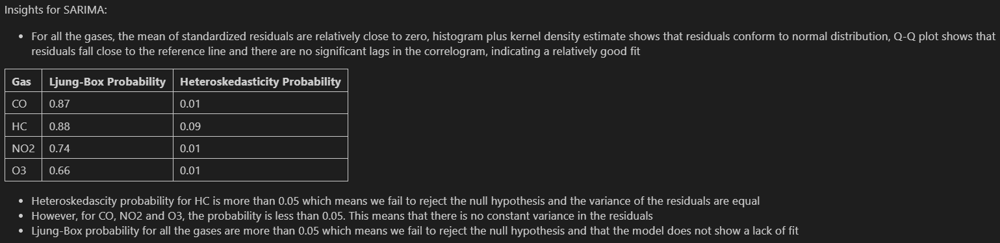 Insights for SARIMA:
• For all the gases, the mean of standardized residuals are relatively close to zero, histogram plus kernel density estimate shows that residuals conform to normal distribution, Q-Q plot shows that
residuals fall close to the reference line and there are no significant lags in the correlogram, indicating a relatively good fit
Gas Ljung-Box Probability Heteroskedasticity Probability
CO 0.87 0.01
HC 0.88 0.09
NO2 0.74 0.01
O3 0.66 0.01
• Heteroskedascity probability for HC is more than 0.05 which means we fail to reject the null hypothesis and the variance of the residuals are equal
• However, for CO, NO2 and O3, the probability is less than 0.05. This means that there is no constant variance in the residuals
• Ljung-Box probability for all the gases are more than 0.05 which means we fail to reject the null hypothesis and that the model does not show a lack of fit